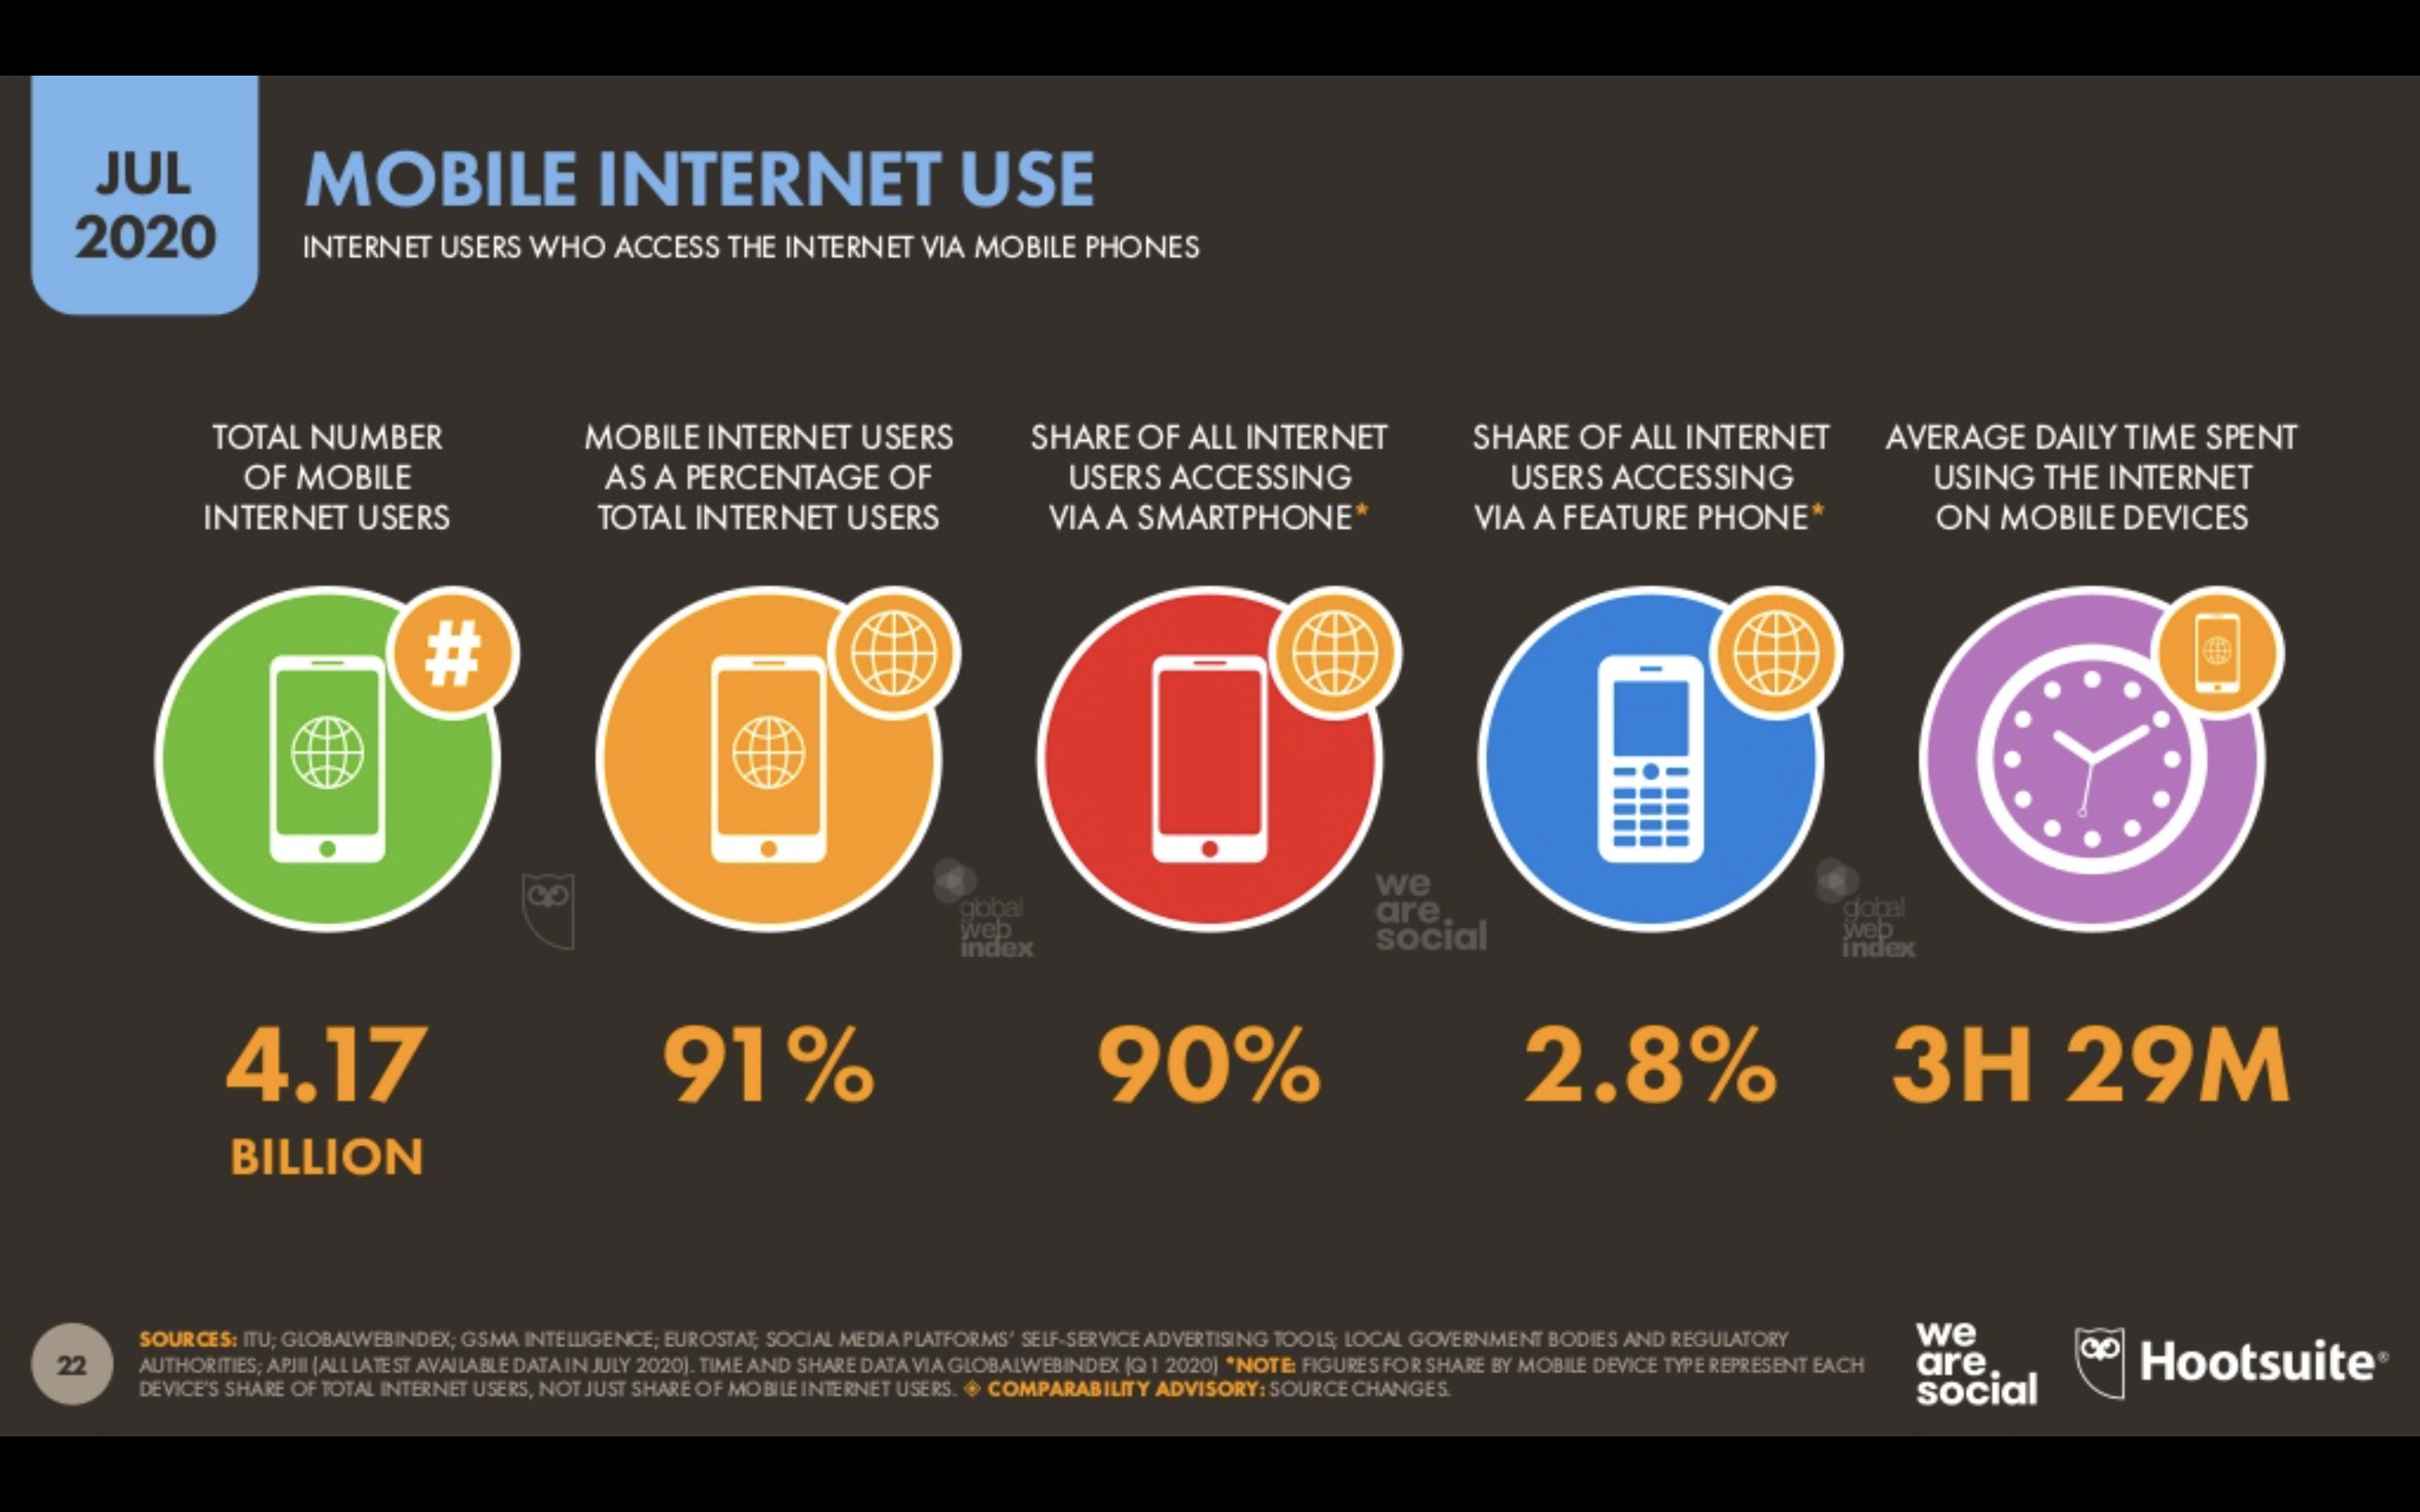 JUL
2020
MOBILE INTERNET USE
INTERNET USERS WHO ACCESS THE INTERNET VIA MOBILE PHONES
TOTAL NUMBER
OF MOBILE
INTERNET USERS
MOBILE INTERNET USERS
AS A PERCENTAGE OF
TOTAL INTERNET USERS
SHARE OF ALL INTERNET
USERS ACCESSING
VIA A SMARTPHONE*
SHARE OF ALL INTERNET
USERS ACCESSING
VIA A FEATURE PHONE*
AVERAGE DAILY TIME SPENT
USING THE INTERNET
ON MOBILE DEVICES
#
global
web
index
we
are
social
global
web
index
4.17
BILLION
91%
90%
2.8%
3H 29M
22
SOURCES: ITU; GLOBALWEBINDEX; GSMA INTELLIGENCE; EUROSTAT; SOCIAL MEDIA PLATFORMS' SELF-SERVICE ADVERTISING TOOLS; LOCAL GOVERNMENT BODIES AND REGULATORY
AUTHORITIES; APJII (ALL LATEST AVAILABLE DATA IN JULY 2020). TIME AND SHARE DATA VIA GLOBALWEBINDEX (Q1 2020) *NOTE: FIGURES FOR SHARE BY MOBILE DEVICE TYPE REPRESENT EACH
DEVICE'S SHARE OF TOTAL INTERNET USERS, NOT JUST SHARE OF MOBILE INTERNET USERS. ◈ COMPARABILITY ADVISORY: SOURCE CHANGES.
we
are
social
Hootsuite®